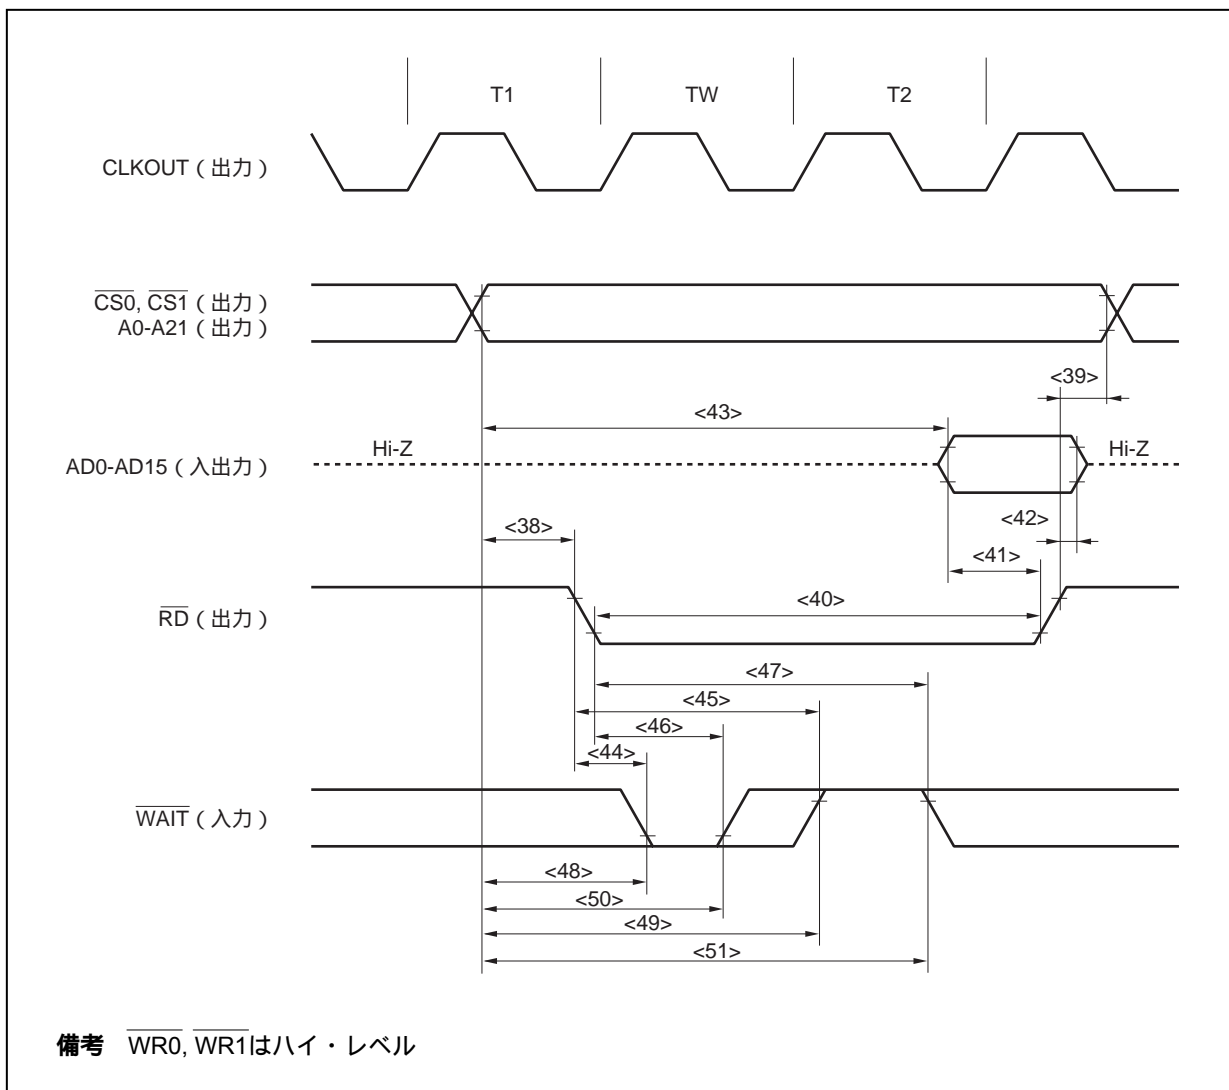 T1 TW T2
CLKOUT（出力）
CS0, CS1（出力）
A0-A21（出力）
<39>
<43>
AD0-AD15（入出力）
Hi-Z
Hi-Z
<38>
<42>
<41>
RD（出力）
<40>
<47>
<45>
<46>
<44>
WAIT（入力）
<48>
<50>
<49>
<51>
備考 WR0, WR1はハイ・レベル